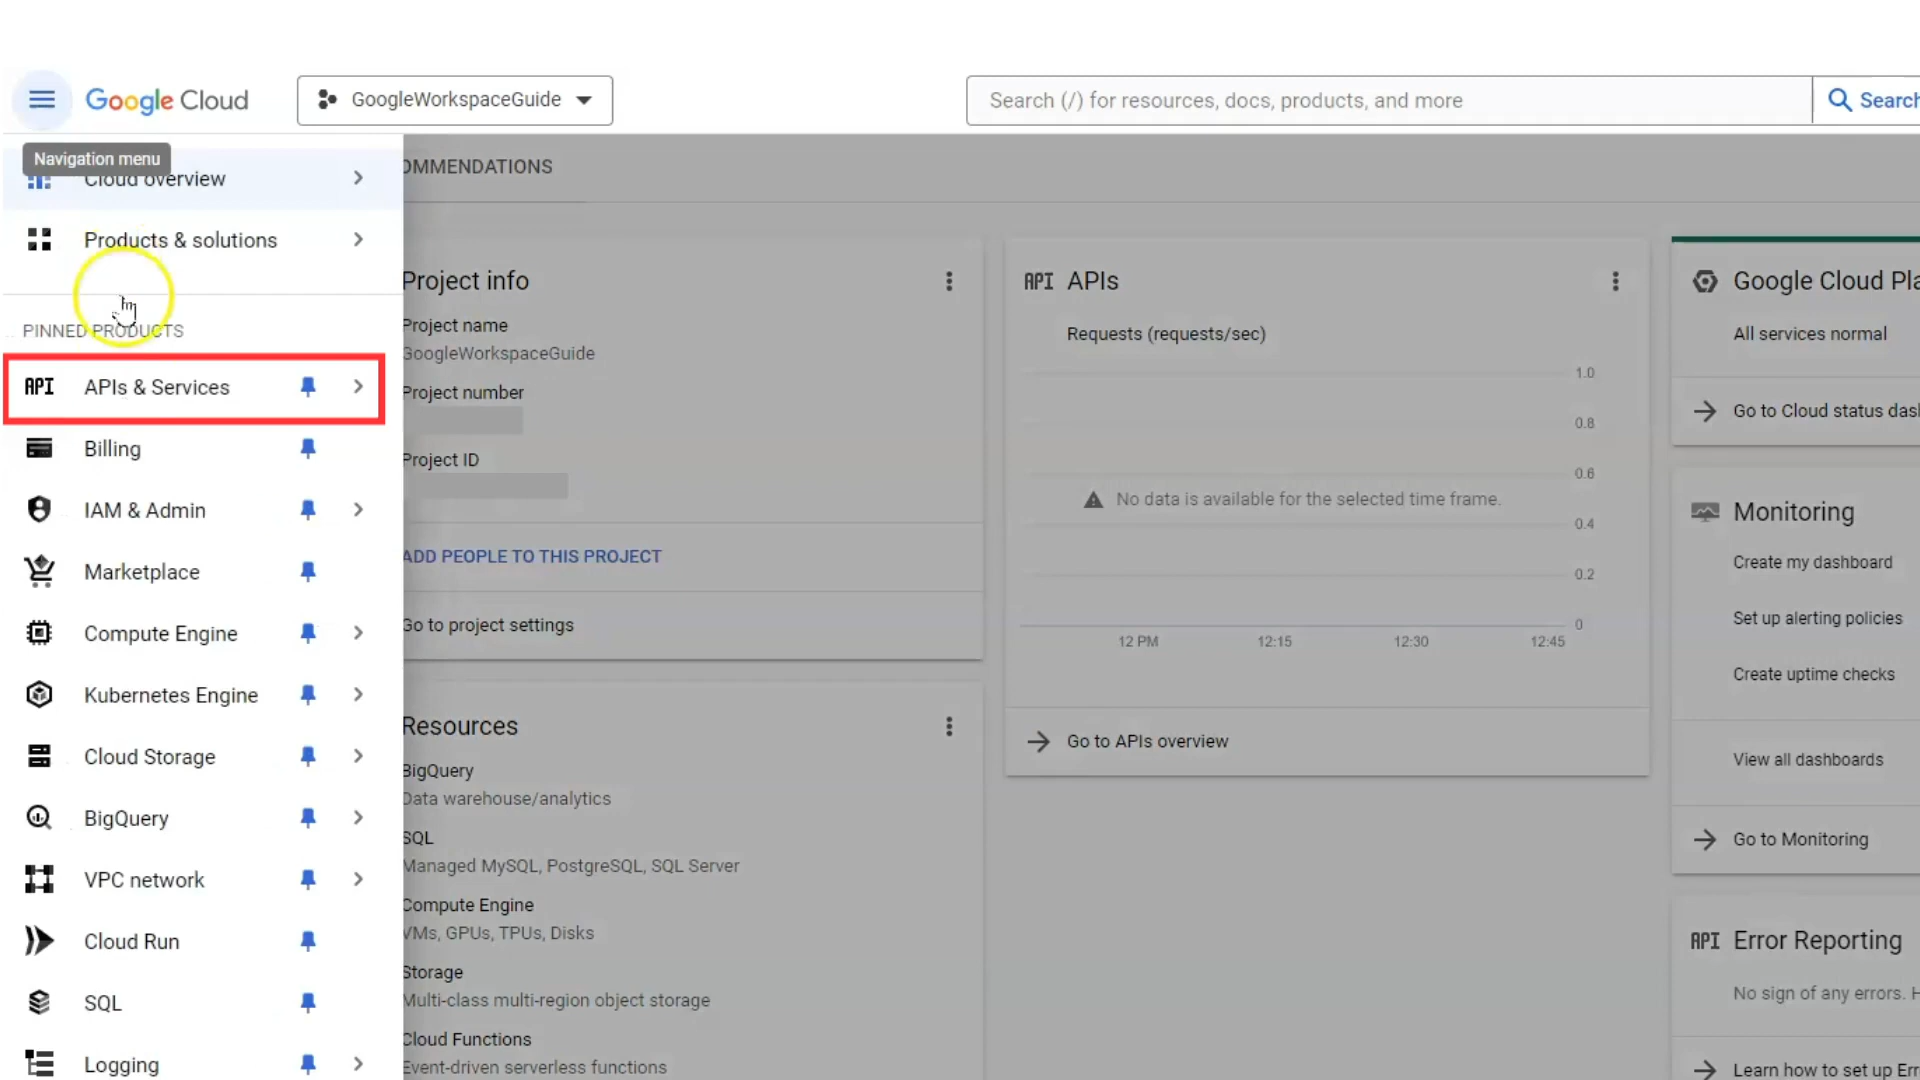 Google Cloud
GoogleWorkspaceGuide
Search (/) for resources, docs, products, and more
Search
Navigation menu
Cloud overview
Products & solutions
PINNED PRODUCTS
API APIs & Services
Billing
IAM & Admin
Marketplace
Compute Engine
Kubernetes Engine
Cloud Storage
BigQuery
VPC network
Cloud Run
SQL
Logging
OMMENDATIONS
Project info
Project name
GoogleWorkspaceGuide
Project number
Project ID
ADD PEOPLE TO THIS PROJECT
Go to project settings
Resources
BigQuery
Data warehouse/analytics
SQL
Managed MySQL, PostgreSQL, SQL Server
Compute Engine
VMs, GPUs, TPUs, Disks
Storage
Multi-class multi-region object storage
Cloud Functions
Event-driven serverless functions
API APIs
Requests (requests/sec)
1.0
0.8
0.6
No data is available for the selected time frame.
0.4
0.2
0
12 PM 12:15 12:30 12:45
Go to APIs overview
Google Cloud Pla
All services normal
Go to Cloud status das
Monitoring
Create my dashboard
Set up alerting policies
Create uptime checks
View all dashboards
Go to Monitoring
API Error Reporting
No sign of any errors. H
Learn how to set up Err